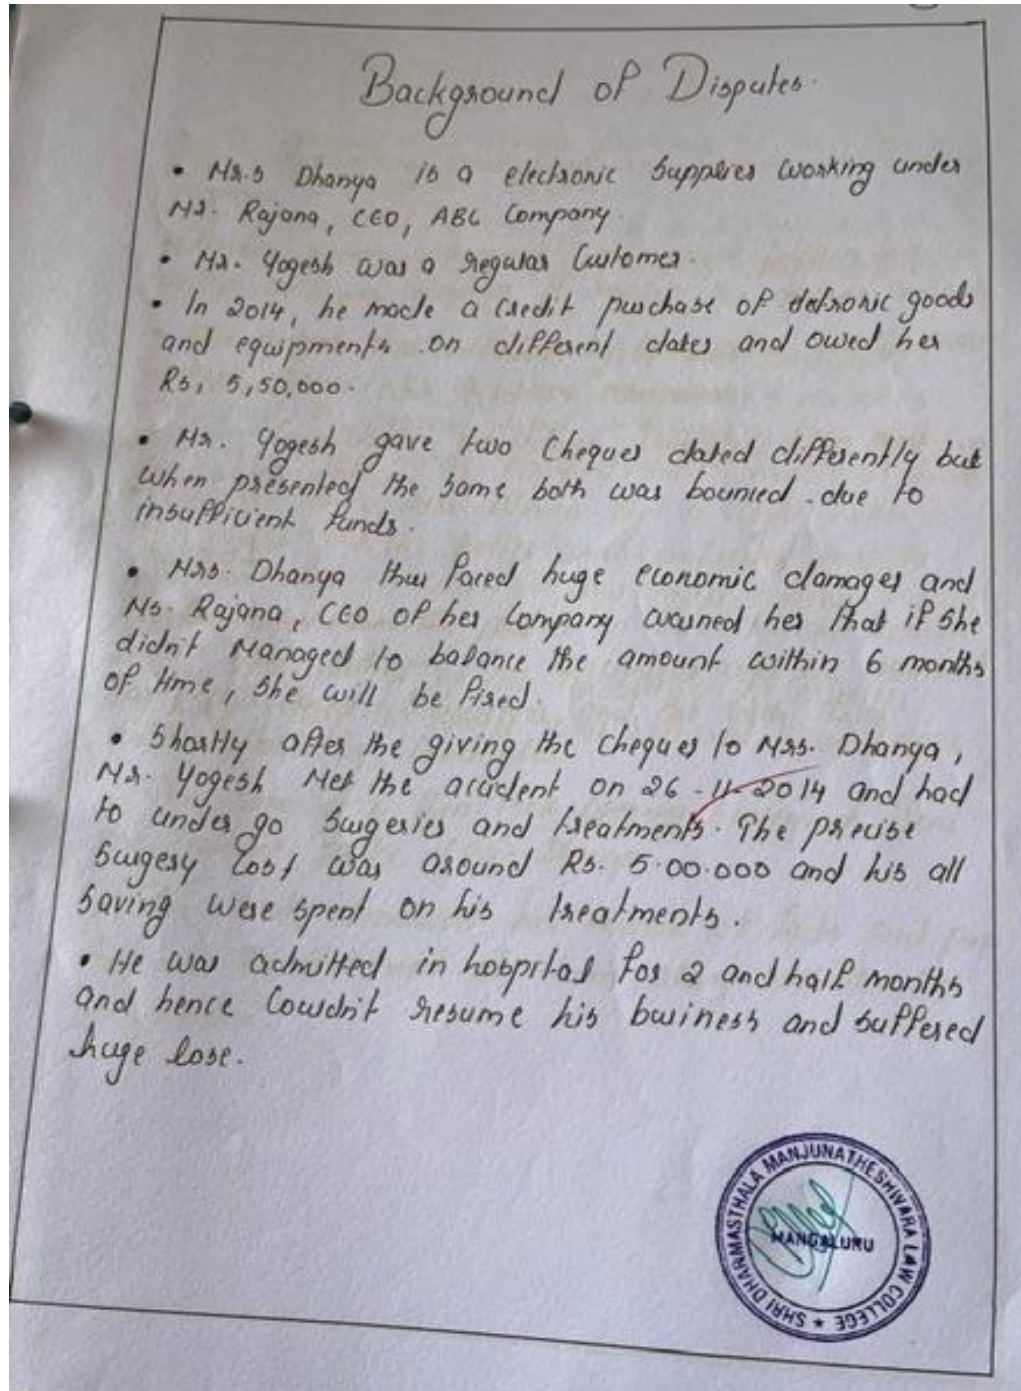 Background of Disputes.
• Mr.s Dhanya is a electronic Supplier working under
Mr. Rajana, CEO, ABC Company.
• Mr. Yogesh was a regular Customer.
• In 2014, he made a Credit purchase of eletronic goods
and equipments on different dates and owed her
Rs, 5,50,000.
• Mr. Yogesh gave two Cheques dated differently but
when presented the same both was bounced due to
insufficient funds.
• Mrs. Dhanya thus faced huge economic damages and
Ms. Rajana, CEO of her Company warned her that if she
didn't Managed to balance the amount within 6 months
of time, she will be fired.
• Shortly after the giving the cheques to Mrs. Dhanya,
Mr. Yogesh Met the accident on 26-11-2014 and had
to under go Surgeries and treatments. The precise
Surgery Cost was around Rs. 5.00.000 and his all
Saving were spent on his treatments.
• He was admitted in hospital for 2 and half months
and hence Couldn't resume his business and suffered
huge lose.
SHRI DHARMASTHALA MANJUNATHESHWARA LAW COLLEGE ★
MANGALURU